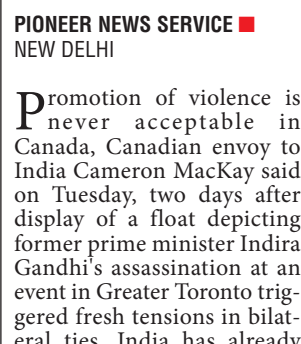 PIONEER NEWS SERVICE
NEW DELHI
Promotion of violence is
never acceptable in
Canada, Canadian envoy to
India Cameron MacKay said
on Tuesday, two days after
display of a float depicting
former prime minister Indira
Gandhi's assassination at an
event in Greater Toronto trig-
gered fresh tensions in bilat-
eral ties. India has already